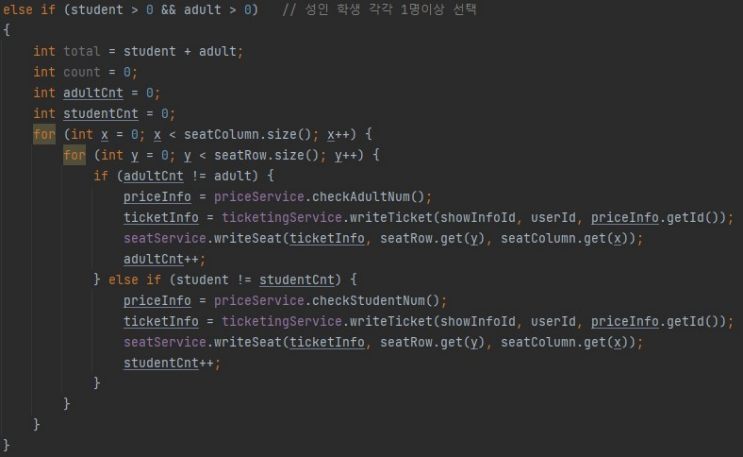 else if (student > 0 && adult > 0)   // 성인 학생 각각 1명이상 선택
{
    int total = student + adult;
    int count = 0;
    int adultCnt = 0;
    int studentCnt = 0;
    for (int x = 0; x < seatColumn.size(); x++) {
        for (int y = 0; y < seatRow.size(); y++) {
            if (adultCnt != adult) {
                priceInfo = priceService.checkAdultNum();
                ticketInfo = ticketingService.writeTicket(showInfoId, userId, priceInfo.getId());
                seatService.writeSeat(ticketInfo, seatRow.get(y), seatColumn.get(x));
                adultCnt++;
            } else if (student != studentCnt) {
                priceInfo = priceService.checkStudentNum();
                ticketInfo = ticketingService.writeTicket(showInfoId, userId, priceInfo.getId());
                seatService.writeSeat(ticketInfo, seatRow.get(y), seatColumn.get(x));
                studentCnt++;
            }
        }
    }
}